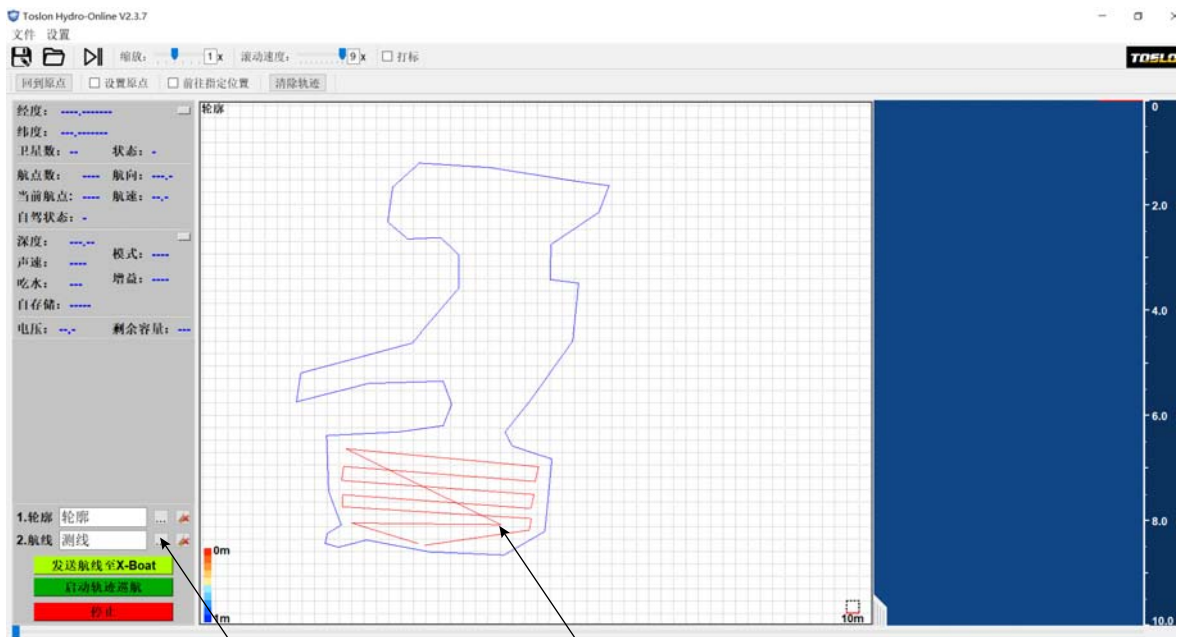 Toslon Hydro-Online V2.3.7
文件 设置
缩放: 1 x 滚动速度: 9 x 打标
TOSLO
回到原点 设置原点 前往指定位置 清除轨迹
经度: ----.-------
纬度: ---.-------
卫星数: -- 状态: -
航点数: ---- 航向: ---.-
当前航点: ---- 航速: --.-
自驾状态: -
深度: ---.--
模式: ----
声速: ----
增益: ----
吃水: ---
自存储: -----
电压: --.- 剩余容量: ---
1.轮廓 轮廓 ...
2.航线 测线 ...
发送航线至X-Boat
启动轨迹巡航
停止
轮廓
0m
1m
10m
0
2.0
4.0
6.0
8.0
10.0